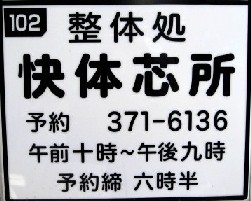 102 整体処
快体芯所
予約 371-6136
午前十時～午後九時
予約締 六時半